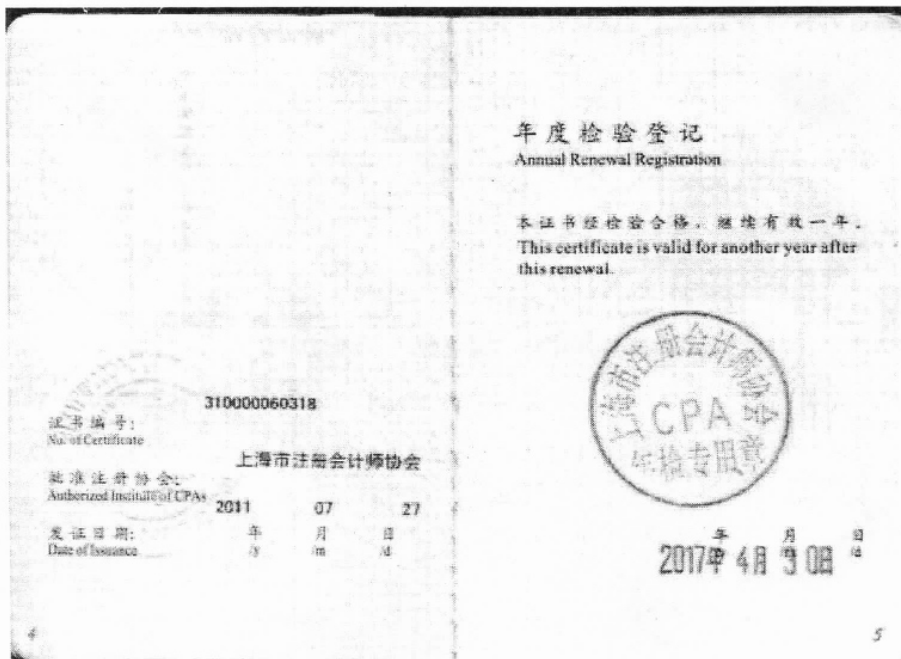 310000060318
证书编号:
No. of Certificate
上海市注册会计师协会
批准注册协会:
Authorized Institute of CPAs
2011 07 27
发证日期: 年 月 日
Date of Issuance /y /m /d
4
年度检验登记
Annual Renewal Registration
本证书经检验合格,继续有效一年。
This certificate is valid for another year after
this renewal.
上海市注册会计师协会
CPA
年检专用章
年 月 日
2017年 4月 30日
5